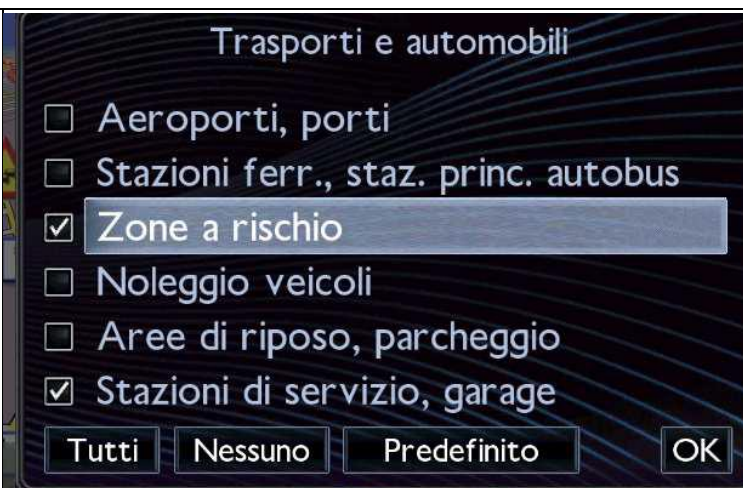 Trasporti e automobili
Aeroporti, porti
Stazioni ferr., staz. princ. autobus
Zone a rischio
Noleggio veicoli
Aree di riposo, parcheggio
Stazioni di servizio, garage
Tutti Nessuno Predefinito OK